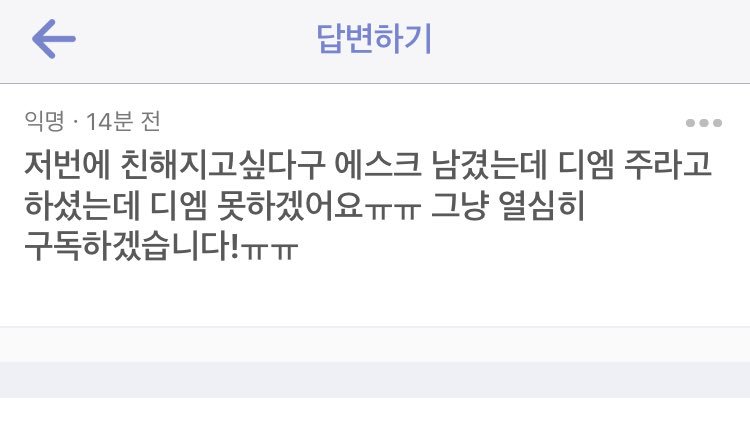 답변하기
익명 · 14분 전
저번에 친해지고싶다구 에스크 남겼는데 디엠 주라고
하셨는데 디엠 못하겠어요ㅠㅠ 그냥 열심히
구독하겠습니다!ㅠㅠ